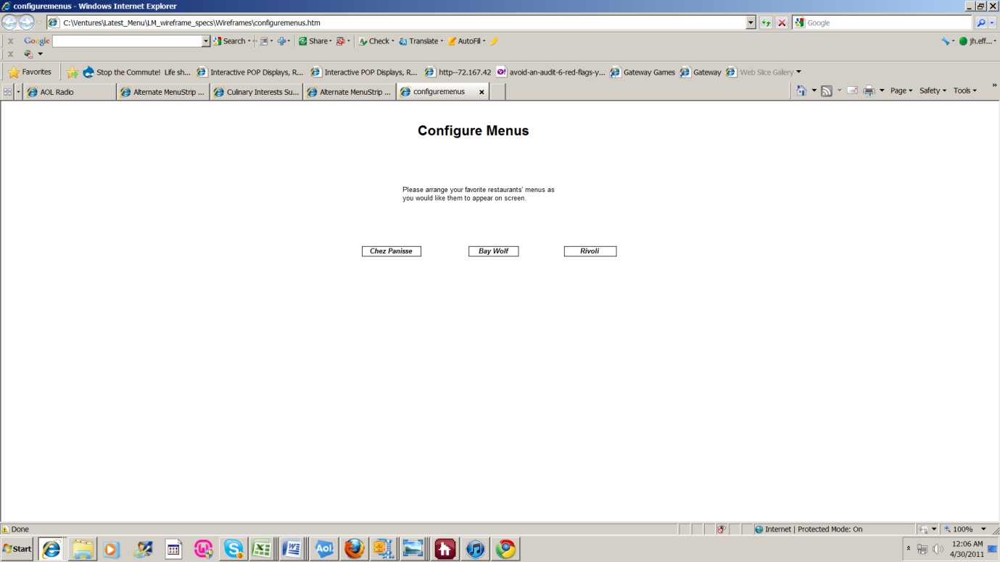 configuremenus - Windows Internet Explorer
C:\Ventures\Latest_Menu\LM_wireframe_specs\Wireframes\configuremenus.htm
Google
x Google Search Share Check Translate AutoFill jh.eff...
x
Favorites Stop the Commute! Life sh... Interactive POP Displays, R... Interactive POP Displays, R... http--72.167.42 avoid-an-audit-6-red-flags-y... Gateway Games Gateway Web Slice Gallery
AOL Radio Alternate MenuStrip ... Culinary Interests Su... Alternate MenuStrip ... configuremenus x Page Safety Tools »
Configure Menus
Please arrange your favorite restaurants' menus as
you would like them to appear on screen.
Chez Panisse Bay Wolf Rivoli
Done Internet | Protected Mode: On 100%
Start Aol. 12:06 AM
4/30/2011